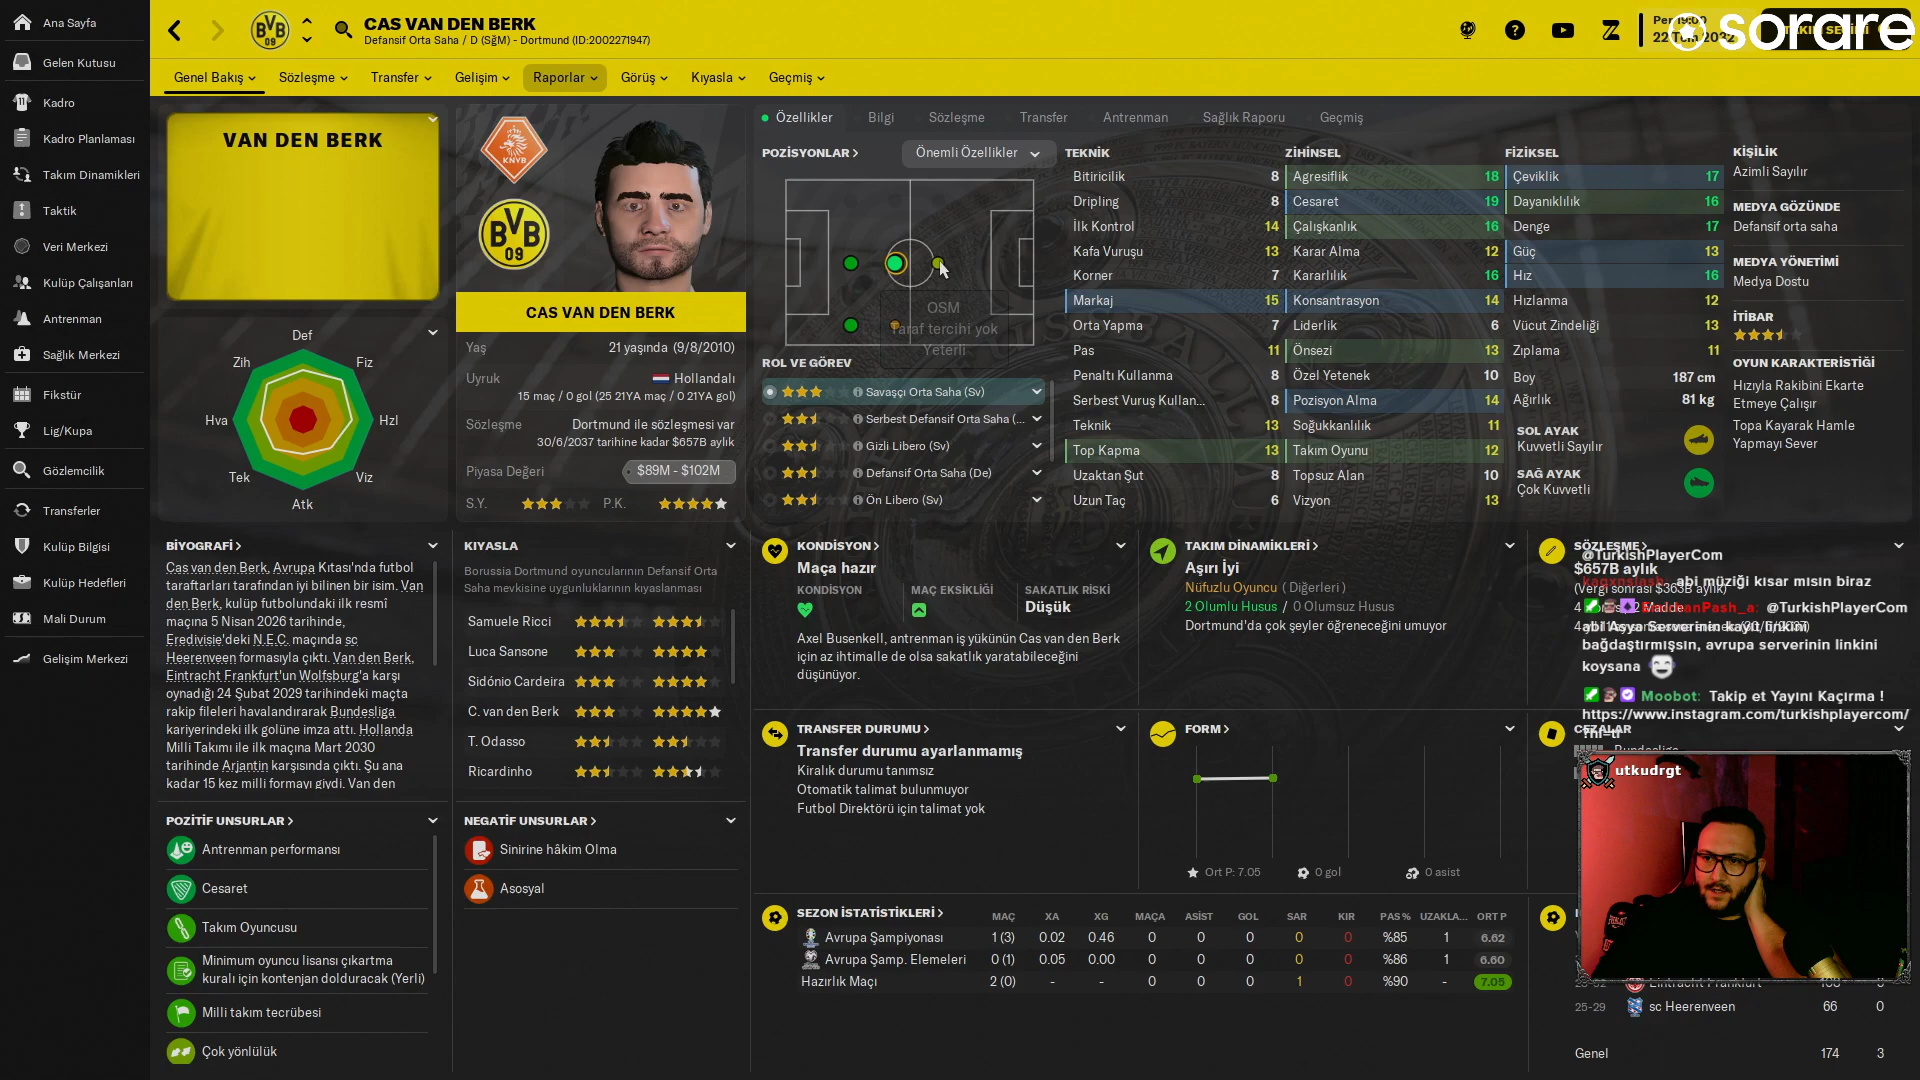 Ana Sayfa
Gelen Kutusu
Kadro
Kadro Planlaması
Takım Dinamikleri
Taktik
Veri Merkezi
Kulüp Çalışanları
Antrenman
Sağlık Merkezi
Fikstür
Lig/Kupa
Gözlemcilik
Transferler
Kulüp Bilgisi
Kulüp Hedefleri
Mali Durum
Gelişim Merkezi
CAS VAN DEN BERK
Defansif Orta Saha / D (SğM) - Dortmund (ID:2002271947)
Per 19:00
sorare
Genel Bakış
Sözleşme
Transfer
Gelişim
Raporlar
Görüş
Kıyasla
Geçmiş
VAN DEN BERK
Def
Fiz
Hzl
Viz
Atk
Tek
Hva
Zih
KNVB
BVB
09
CAS VAN DEN BERK
Yaş 21 yaşında (9/8/2010)
Uyruk Hollandalı
15 maç / 0 gol (25 21YA maç / 0 21YA gol)
Sözleşme Dortmund ile sözleşmesi var
30/6/2037 tarihine kadar $657B aylık
Piyasa Değeri $89M - $102M
S.Y. P.K.
Özellikler
Bilgi
Sözleşme
Transfer
Antrenman
Sağlık Raporu
Geçmiş
POZİSYONLAR
Önemli Özellikler
OSM
Taraf tercihi yok
Yeterli
ROL VE GÖREV
Savaşçı Orta Saha (Sv)
Serbest Defansif Orta Saha (...
Gizli Libero (Sv)
Defansif Orta Saha (De)
Ön Libero (Sv)
TEKNİK
Bitiricilik 8
Dripling 8
İlk Kontrol 14
Kafa Vuruşu 13
Korner 7
Markaj 15
Orta Yapma 7
Pas 11
Penaltı Kullanma 8
Serbest Vuruş Kullan... 8
Teknik 13
Top Kapma 13
Uzaktan Şut 8
Uzun Taç 6
ZİHİNSEL
Agresiflik 18
Cesaret 19
Çalışkanlık 16
Karar Alma 12
Kararlılık 16
Konsantrasyon 14
Liderlik 6
Önsezi 13
Özel Yetenek 10
Pozisyon Alma 14
Soğukkanlılık 11
Takım Oyunu 12
Topsuz Alan 10
Vizyon 13
FİZİKSEL
Çeviklik 17
Dayanıklılık 16
Denge 17
Güç 13
Hız 16
Hızlanma 12
Vücut Zindeliği 13
Zıplama 11
Boy 187 cm
Ağırlık 81 kg
SOL AYAK
Kuvvetli Sayılır
SAĞ AYAK
Çok Kuvvetli
KİŞİLİK
Azimli Sayılır
MEDYA GÖZÜNDE
Defansif orta saha
MEDYA YÖNETİMİ
Medya Dostu
İTİBAR
OYUN KARAKTERİSTİĞİ
Hızıyla Rakibini Ekarte
Etmeye Çalışır
Topa Kayarak Hamle
Yapmayı Sever
BİYOGRAFİ
Cas van den Berk, Avrupa Kıtası'nda futbol
taraftarları tarafından iyi bilinen bir isim. Van
den Berk, kulüp futbolundaki ilk resmî
maçına 5 Nisan 2026 tarihinde,
Eredivisie'deki N.E.C. maçında sc
Heerenveen formasıyla çıktı. Van den Berk,
Eintracht Frankfurt'un Wolfsburg'a karşı
oynadığı 24 Şubat 2029 tarihindeki maçta
rakip fileleri havalandırarak Bundesliga
kariyerindeki ilk golüne imza attı. Hollanda
Milli Takımı ile ilk maçına Mart 2030
tarihinde Arjantin karşısında çıktı. Şu ana
kadar 15 kez milli formayı giydi. Van den
KIYASLA
Borussia Dortmund oyuncularının Defansif Orta
Saha mevkisine uygunluklarının kıyaslanması
Samuele Ricci
Luca Sansone
Sidónio Cardeira
C. van den Berk
T. Odasso
Ricardinho
POZİTİF UNSURLAR
Antrenman performansı
Cesaret
Takım Oyuncusu
Minimum oyuncu lisansı çıkartma
kuralı için kontenjan dolduracak (Yerli)
Milli takım tecrübesi
Çok yönlülük
NEGATİF UNSURLAR
Sinirine hâkim Olma
Asosyal
KONDİSYON
Maça hazır
KONDİSYON MAÇ EKSİKLİĞİ SAKATLIK RİSKİ
Düşük
Axel Busenkell, antrenman iş yükünün Cas van den Berk
için az ihtimalle de olsa sakatlık yaratabileceğini
düşünüyor.
TAKIM DİNAMİKLERİ
Aşırı İyi
Nüfuzlu Oyuncu ( Diğerleri )
2 Olumlu Husus / 0 Olumsuz Husus
Dortmund'da çok şeyler öğreneceğini umuyor
SÖZLEŞME
$657B aylık
(Vergi sonrası $363B aylık)
@TurkishPlayerCom
abi müziği kısar mısın biraz
@TurkishPlayerCom
abi Asya Serverinin kayıt linkini
bağdaştırmışsın, avrupa serverinin linkini
koysana
Moobot: Takip et Yayını Kaçırma !
https://www.instagram.com/turkishplayercom/
TRANSFER DURUMU
Transfer durumu ayarlanmamış
Kiralık durumu tanımsız
Otomatik talimat bulunmuyor
Futbol Direktörü için talimat yok
FORM
Ort P: 7.05
0 gol
0 asist
CEZALAR
Bundesliga
utkudrgt
SEZON İSTATİSTİKLERİ MAÇ XA XG MAÇA ASİST GOL SAR KIR PAS % UZAKLA... ORT P
Avrupa Şampiyonası 1 (3) 0.02 0.46 0 0 0 0 0 %85 1 6.62
Avrupa Şamp. Elemeleri 0 (1) 0.05 0.00 0 0 0 0 0 %86 1 6.60
Hazırlık Maçı 2 (0) - - 0 0 0 1 0 %90 - 7.05
Eintracht Frankfurt
25-29 sc Heerenveen 66 0
Genel 174 3